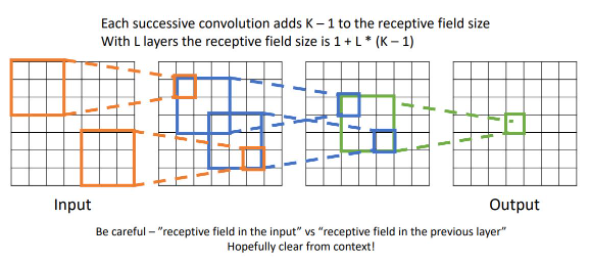 Each successive convolution adds K – 1 to the receptive field size
With L layers the receptive field size is 1 + L * (K – 1)
Input
Output
Be careful – "receptive field in the input" vs "receptive field in the previous layer"
Hopefully clear from context!